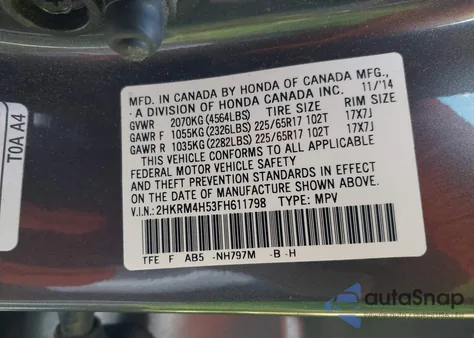 T0A A4
MFD. IN CANADA BY HONDA OF CANADA MFG.,
A DIVISION OF HONDA CANADA INC. 11/'14
GVWR 2070KG (4564LBS) TIRE SIZE RIM SIZE
GAWR F 1055KG (2326LBS) 225/65R17 102T 17X7J
GAWR R 1035KG (2282LBS) 225/65R17 102T 17X7J
THIS VEHICLE CONFORMS TO ALL APPLICABLE
FEDERAL MOTOR VEHICLE SAFETY
AND THEFT PREVENTION STANDARDS IN EFFECT
ON THE DATE OF MANUFACTURE SHOWN ABOVE.
V.I.N.: 2HKRM4H53FH611798 TYPE: MPV
TFE F AB5 -NH797M -B -H
autoSnap